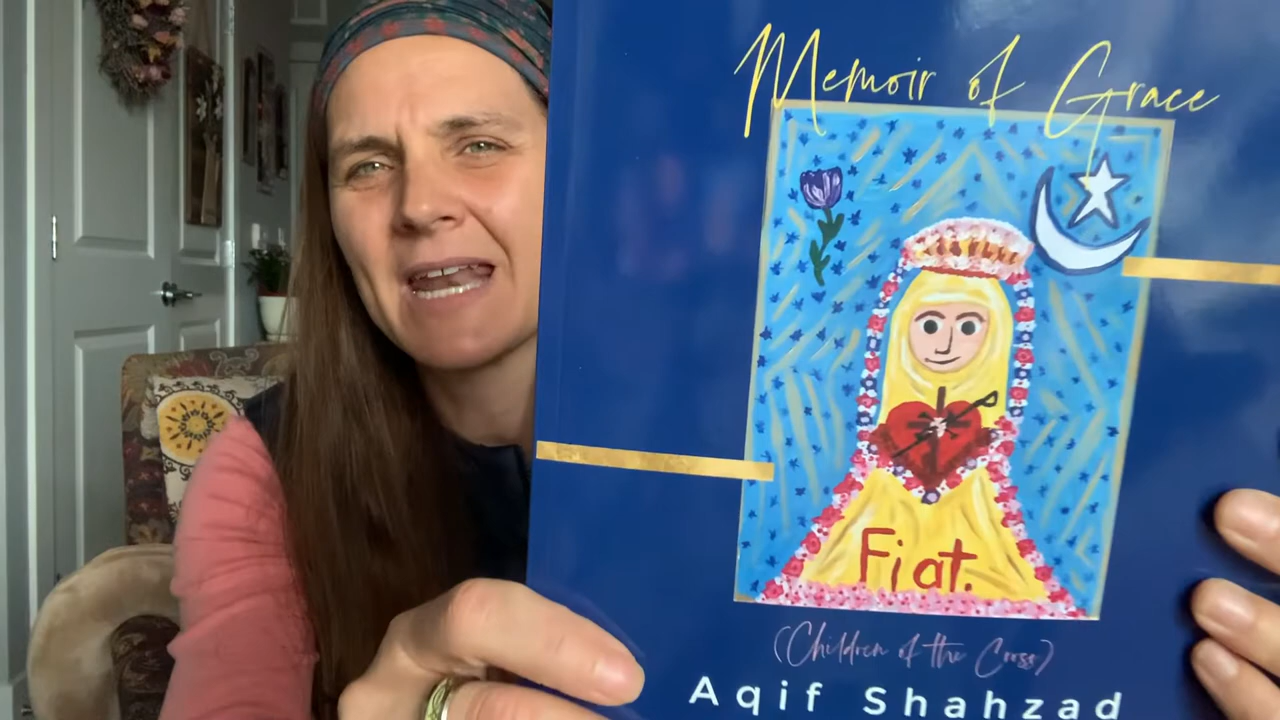 Memoir of Grace
Fiat.
(Children of the Cross)
Aqif Shahzad